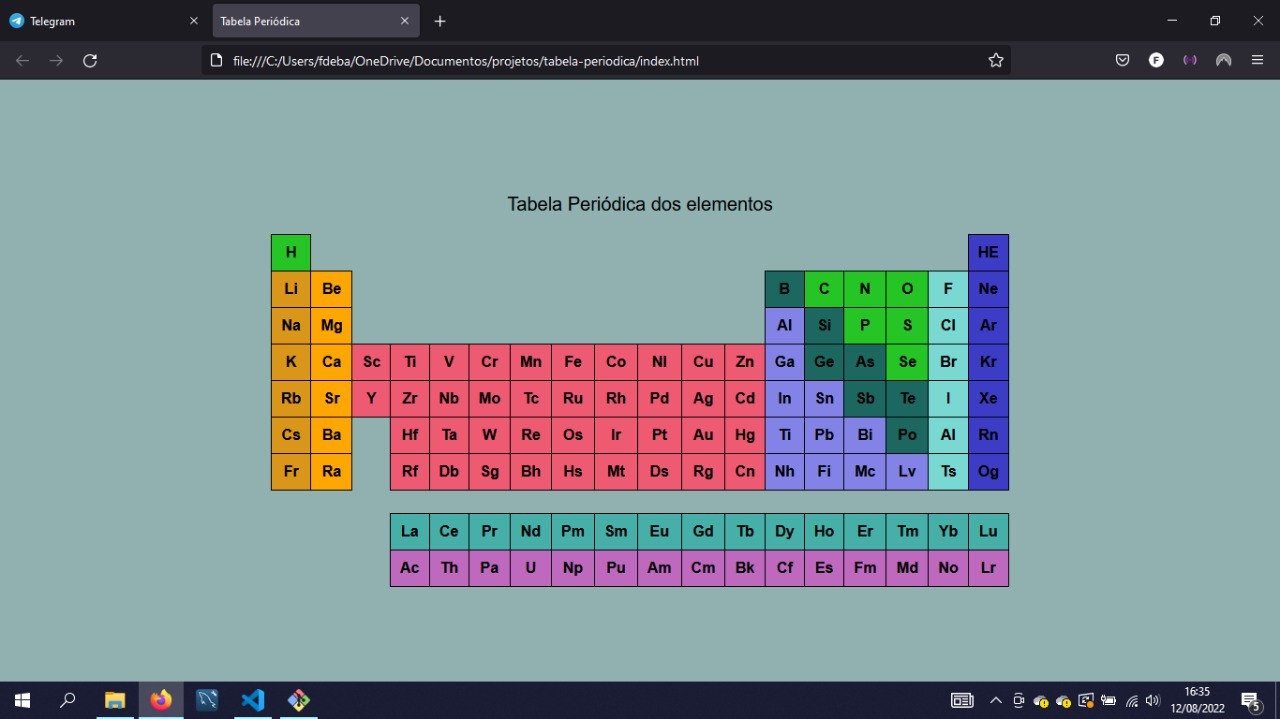 Telegram
Tabela Periódica
file:///C:/Users/fdeba/OneDrive/Documentos/projetos/tabela-periodica/index.html
F
Tabela Periódica dos elementos
H HE
Li Be B C N O F Ne
Na Mg Al Si P S Cl Ar
K Ca Sc Ti V Cr Mn Fe Co NI Cu Zn Ga Ge As Se Br Kr
Rb Sr Y Zr Nb Mo Tc Ru Rh Pd Ag Cd In Sn Sb Te I Xe
Cs Ba Hf Ta W Re Os Ir Pt Au Hg Ti Pb Bi Po Al Rn
Fr Ra Rf Db Sg Bh Hs Mt Ds Rg Cn Nh Fi Mc Lv Ts Og
La Ce Pr Nd Pm Sm Eu Gd Tb Dy Ho Er Tm Yb Lu
Ac Th Pa U Np Pu Am Cm Bk Cf Es Fm Md No Lr
16:35
12/08/2022
5